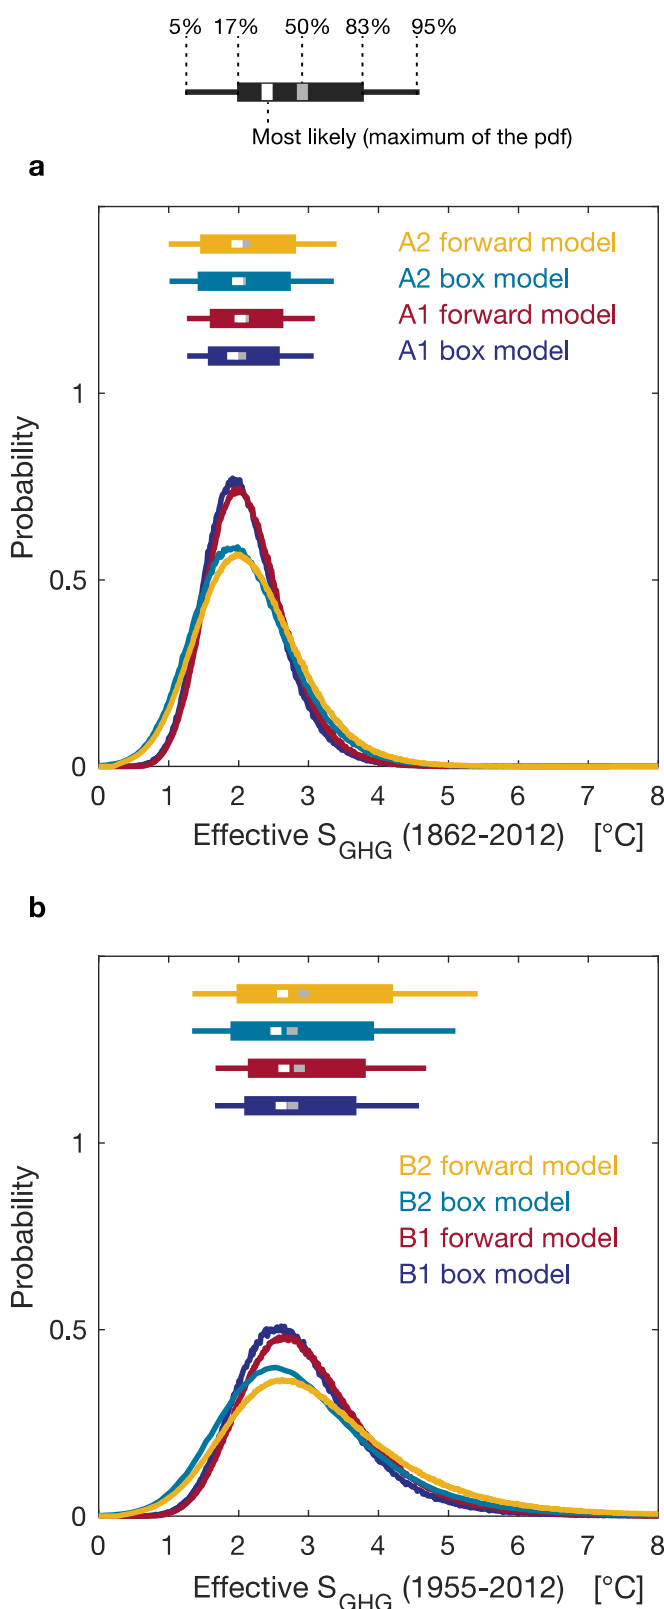 5% 17% 50% 83% 95%
Most likely (maximum of the pdf)
a
A2 forward model
A2 box model
A1 forward model
A1 box model
1
0.5
0
Probability
0 1 2 3 4 5 6 7 8
Effective S_GHG (1862-2012) [°C]
b
B2 forward model
B2 box model
B1 forward model
B1 box model
1
0.5
0
Probability
0 1 2 3 4 5 6 7 8
Effective S_GHG (1955-2012) [°C]